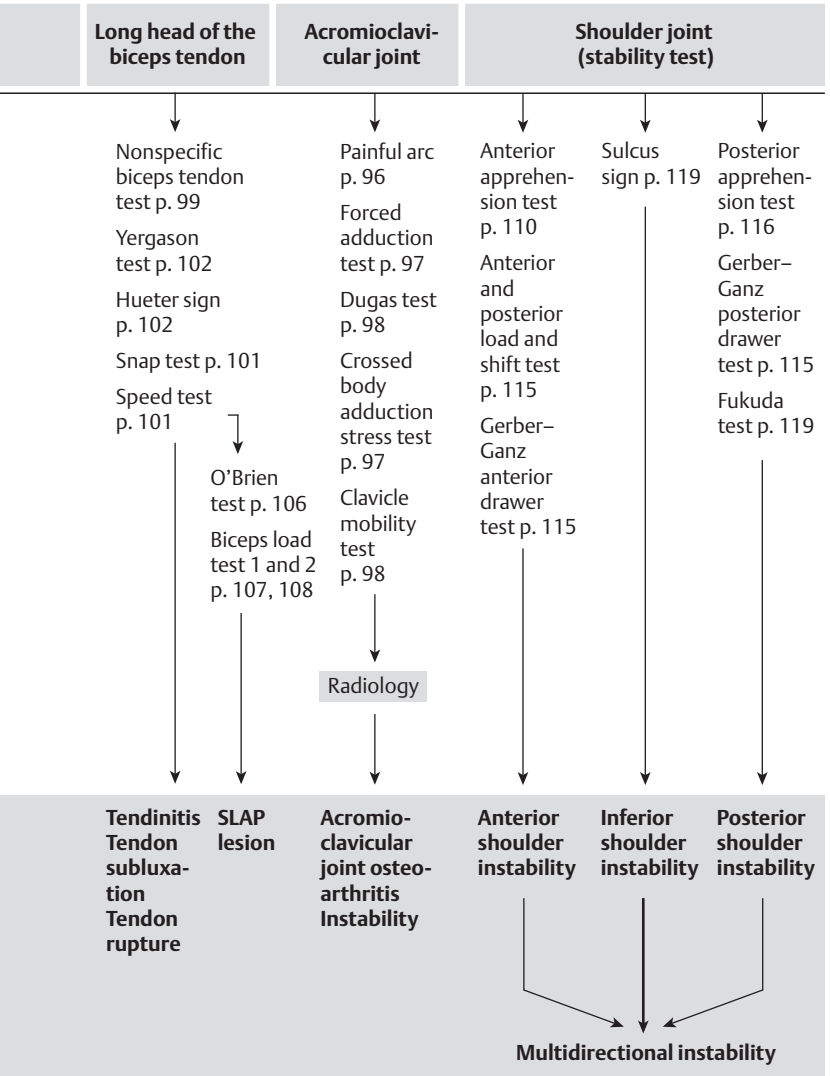 Long head of the
biceps tendon
Acromioclavi-
cular joint
Shoulder joint
(stability test)
Nonspecific
biceps tendon
test p. 99
Yergason
test p. 102
Hueter sign
p. 102
Snap test p. 101
Speed test
p. 101
O’Brien
test p. 106
Biceps load
test 1 and 2
p. 107, 108
Painful arc
p. 96
Forced
adduction
test p. 97
Dugas test
p. 98
Crossed
body
adduction
stress test
p. 97
Clavicle
mobility
test
p. 98
Radiology
Anterior
apprehen-
sion test
p. 110
Anterior
and
posterior
load and
shift test
p. 115
Gerber–
Ganz
anterior
drawer
test p. 115
Sulcus
sign p. 119
Posterior
apprehen-
sion test
p. 116
Gerber–
Ganz
posterior
drawer
test p. 115
Fukuda
test p. 119
Tendinitis
Tendon
subluxa-
tion
Tendon
rupture
SLAP
lesion
Acromio-
clavicular
joint osteo-
arthritis
Instability
Anterior
shoulder
instability
Inferior
shoulder
instability
Posterior
shoulder
instability
Multidirectional instability